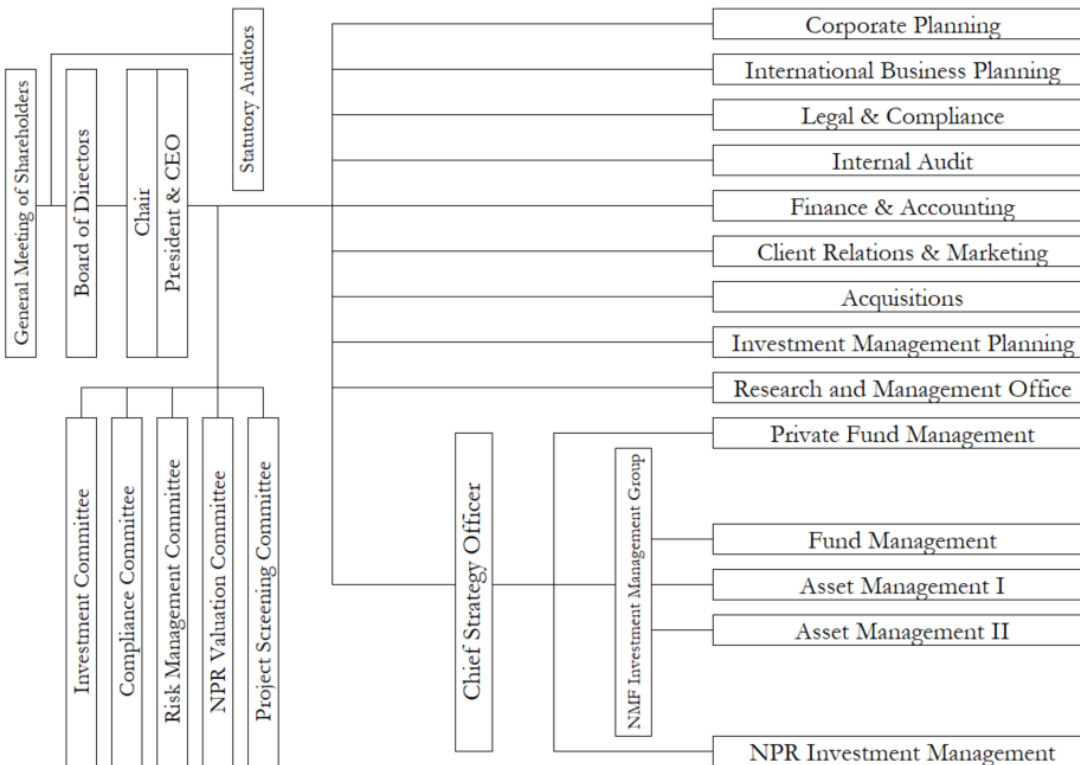 General Meeting of Shareholders
Board of Directors
Chair
President & CEO
Statutory Auditors
Investment Committee
Compliance Committee
Risk Management Committee
NPR Valuation Committee
Project Screening Committee
Corporate Planning
International Business Planning
Legal & Compliance
Internal Audit
Finance & Accounting
Client Relations & Marketing
Acquisitions
Investment Management Planning
Research and Management Office
Chief Strategy Officer
Private Fund Management
NMF Investment Management Group
Fund Management
Asset Management I
Asset Management II
NPR Investment Management